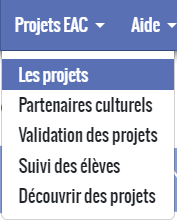 Projets EAC Aide
Les projets
Partenaires culturels
Validation des projets
Suivi des élèves
Découvrir des projets